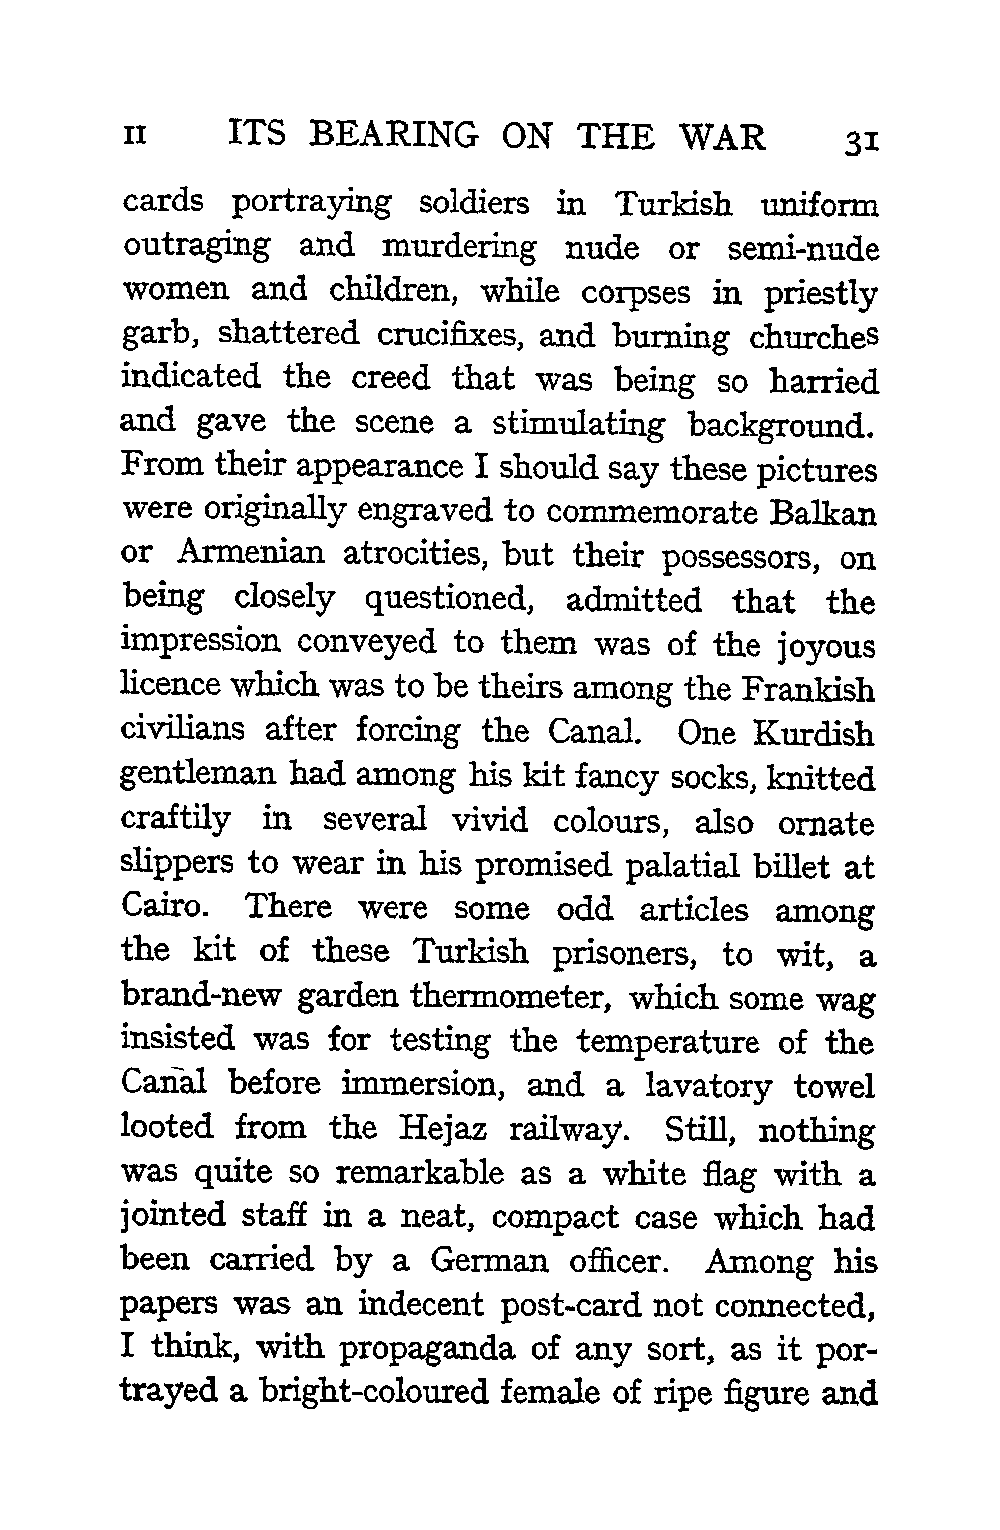 II ITS BEARING ON THE WAR 31
cards portraying soldiers in Turkish uniform
outraging and murdering nude or semi-nude
women and children, while corpses in priestly
garb, shattered crucifixes, and burning churches
indicated the creed that was being so harried
and gave the scene a stimulating background.
From their appearance I should say these pictures
were originally engraved to commemorate Balkan
or Armenian atrocities, but their possessors, on
being closely questioned, admitted that the
impression conveyed to them was of the joyous
licence which was to be theirs among the Frankish
civilians after forcing the Canal. One Kurdish
gentleman had among his kit fancy socks, knitted
craftily in several vivid colours, also ornate
slippers to wear in his promised palatial billet at
Cairo. There were some odd articles among
the kit of these Turkish prisoners, to wit, a
brand-new garden thermometer, which some wag
insisted was for testing the temperature of the
Canal before immersion, and a lavatory towel
looted from the Hejaz railway. Still, nothing
was quite so remarkable as a white flag with a
jointed staff in a neat, compact case which had
been carried by a German officer. Among his
papers was an indecent post-card not connected,
I think, with propaganda of any sort, as it por-
trayed a bright-coloured female of ripe figure and